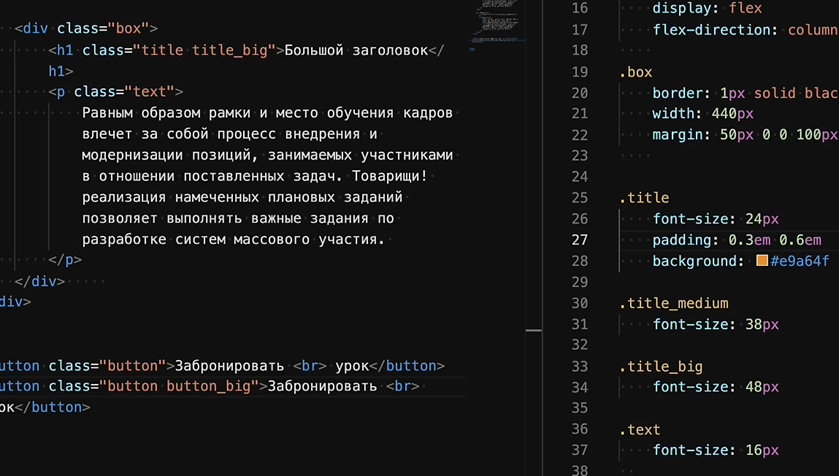 <div class="box">
<h1 class="title title_big">Большой заголовок</
h1>
<p class="text">
Равным образом рамки и место обучения кадров
влечет за собой процесс внедрения и
модернизации позиций, занимаемых участниками
в отношении поставленных задач. Товарищи!
реализация намеченных плановых заданий
позволяет выполнять важные задания по
разработке систем массового участия.
</p>
</div>
div>
utton class="button">Забронировать <br> урок</button>
utton class="button button_big">Забронировать <br>
ок</button>
16 display: flex
17 flex-direction: column
18
19 .box
20 border: 1px solid blac
21 width: 440px
22 margin: 50px 0 0 100px
23
24
25 .title
26 font-size: 24px
27 padding: 0.3em 0.6em
28 background: #e9a64f
29
30 .title_medium
31 font-size: 38px
32
33 .title_big
34 font-size: 48px
35
36 .text
37 font-size: 16px
38